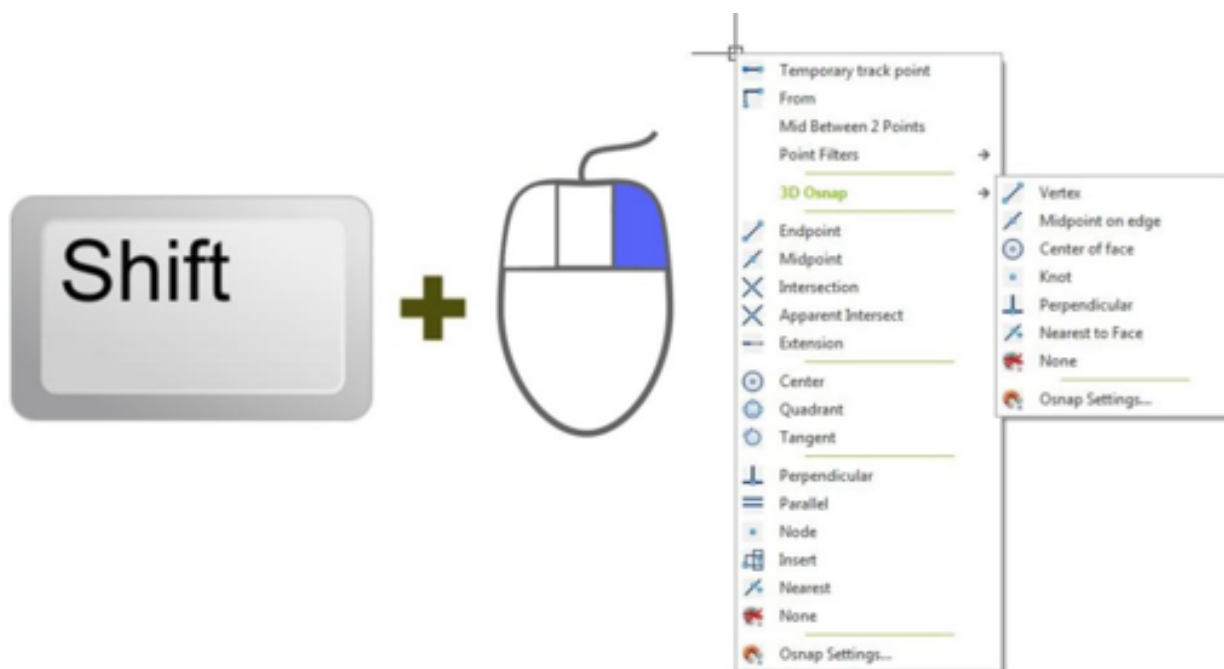 Shift
Temporary track point
From
Mid Between 2 Points
Point Filters
3D Osnap
Endpoint
Midpoint
Intersection
Apparent Intersect
Extension
Center
Quadrant
Tangent
Perpendicular
Parallel
Node
Insert
Nearest
None
Osnap Settings...
Vertex
Midpoint on edge
Center of face
Knot
Perpendicular
Nearest to Face
None
Osnap Settings...